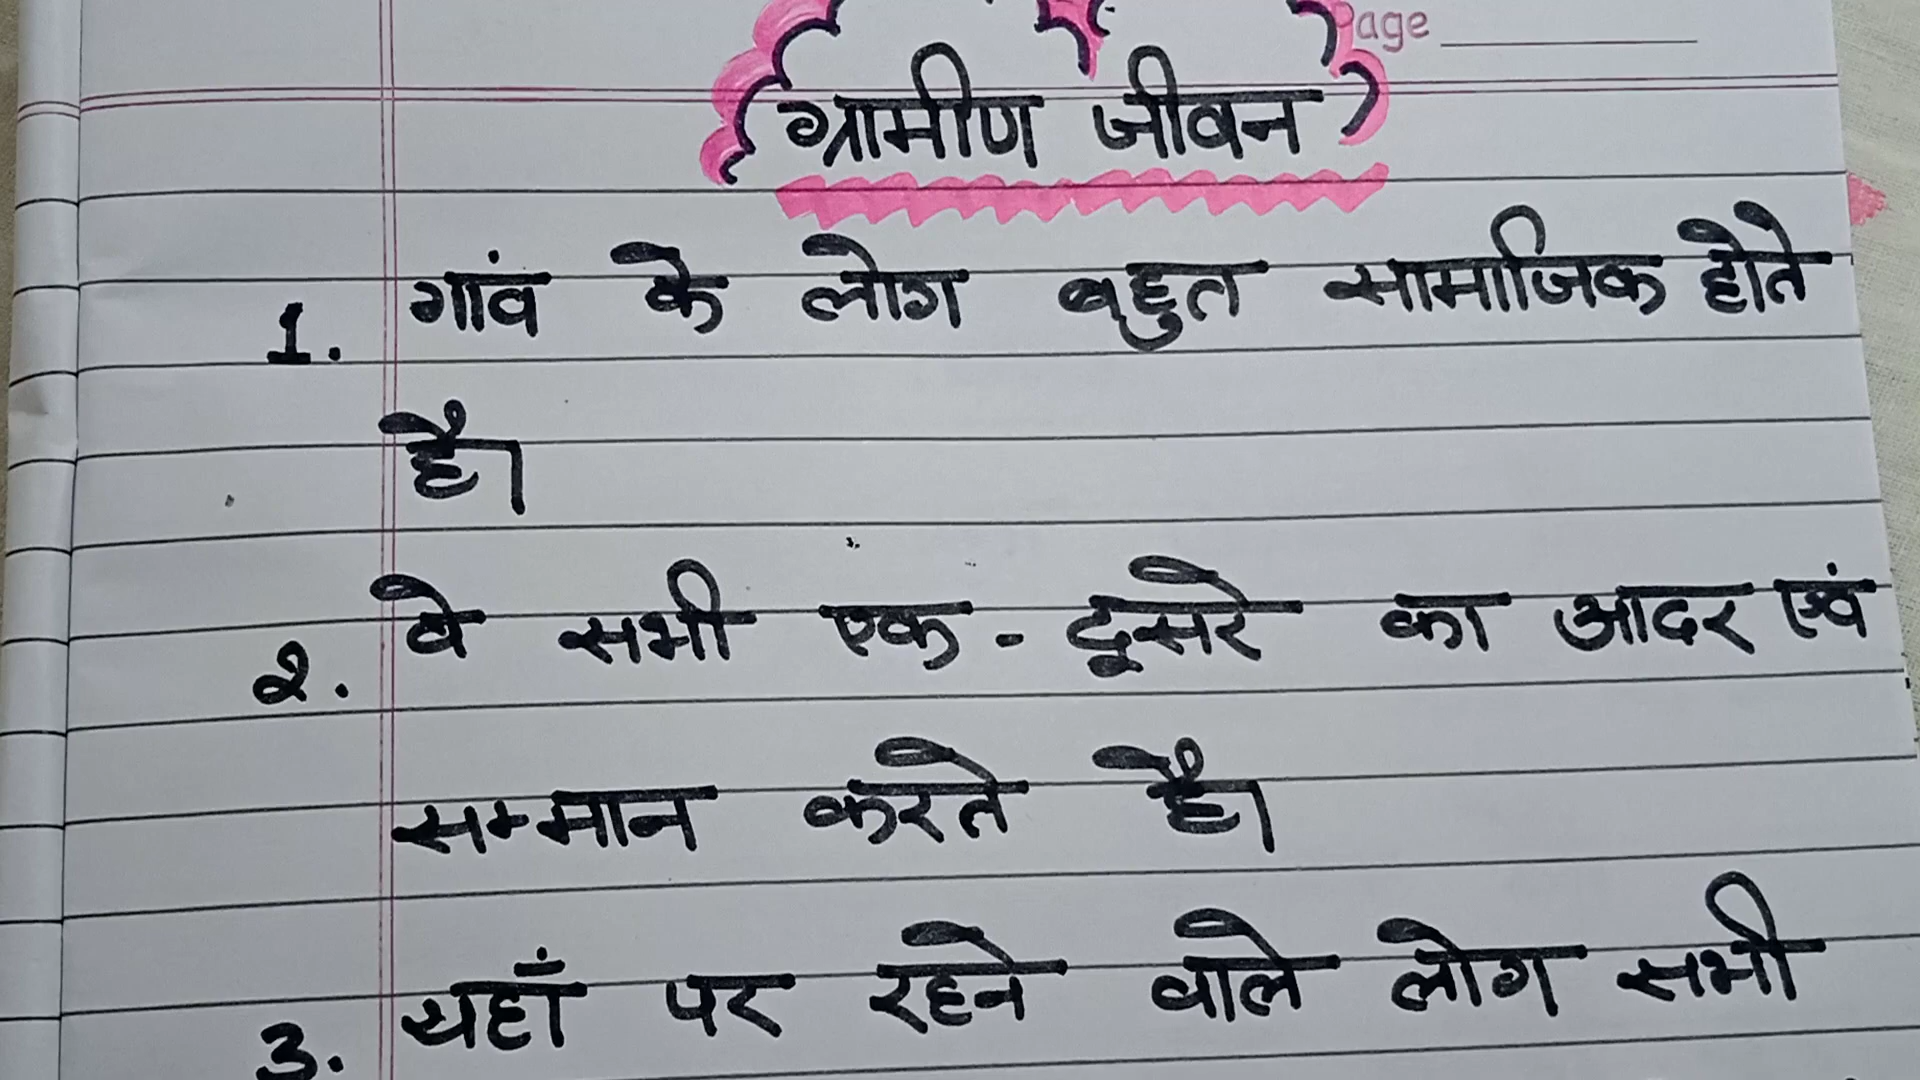 Page
ग्रामीण जीवन
1. गांव के लोग बहुत सामाजिक होते
हैं।
2. वे सभी एक - दूसरे का आदर एवं
सम्मान करते हैं।
3. यहाँ पर रहने वाले लोग सभी